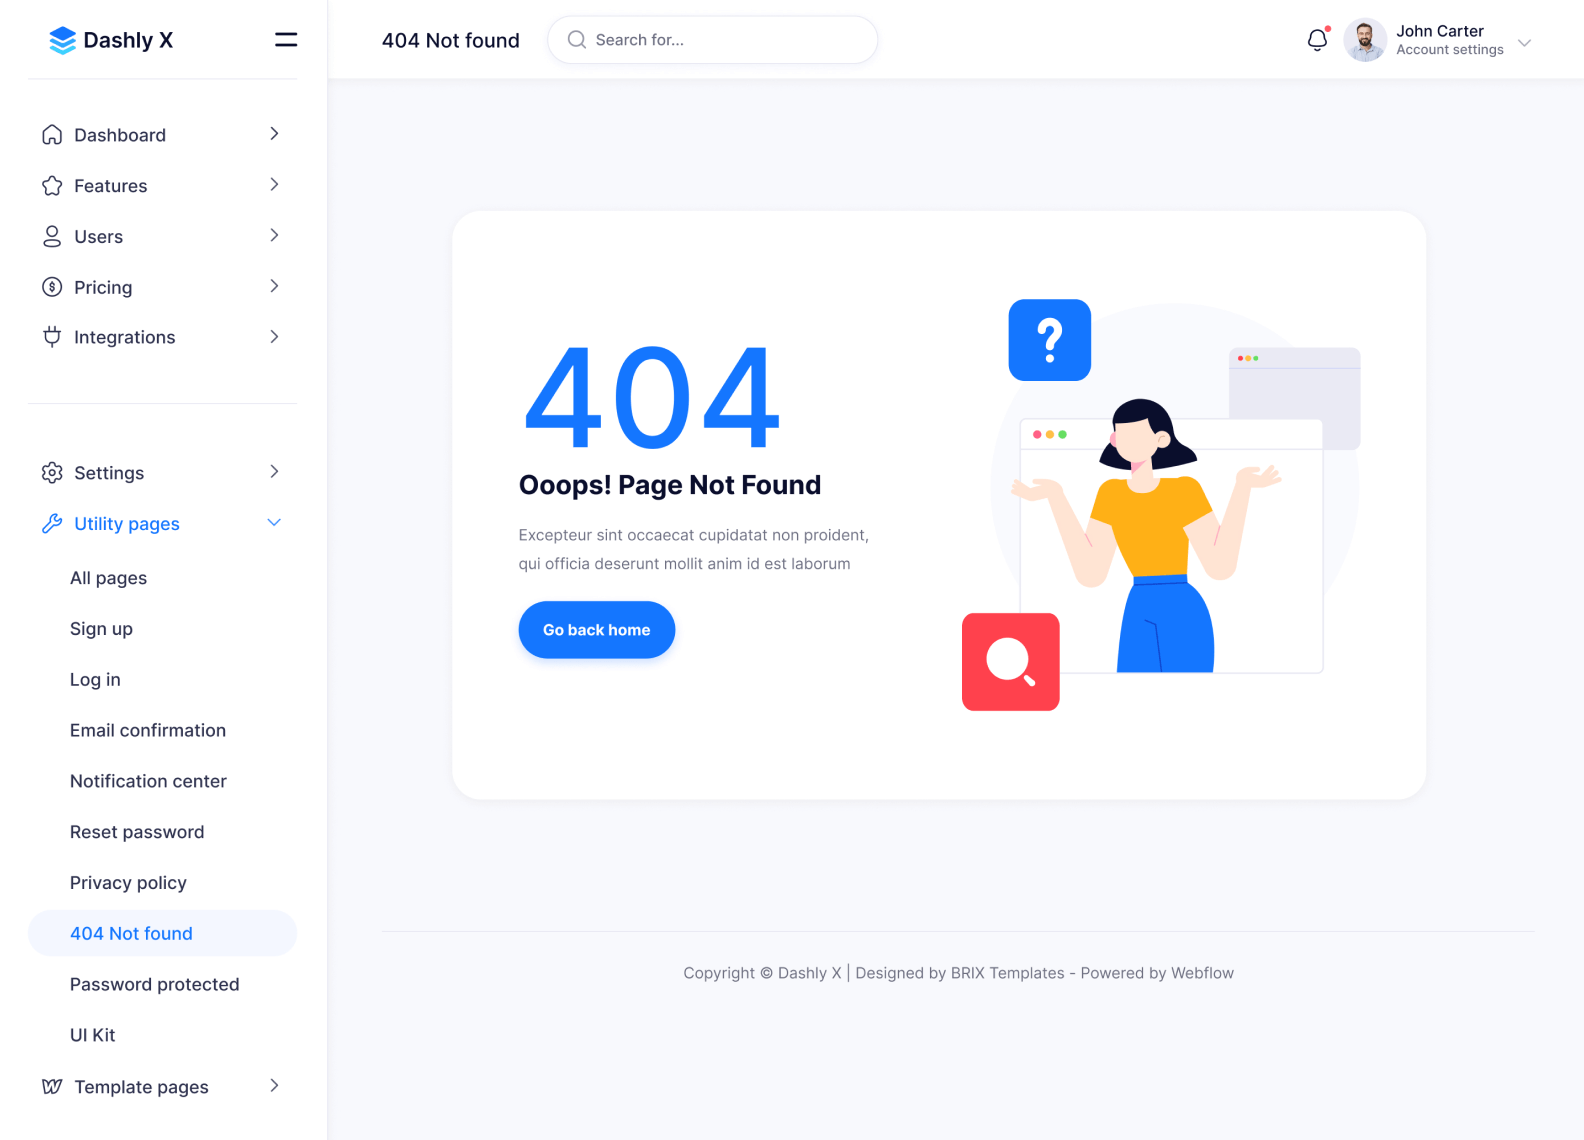 Dashly X
404 Not found
Search for...
John Carter
Account settings
Dashboard
Features
Users
Pricing
Integrations
Settings
Utility pages
All pages
Sign up
Log in
Email confirmation
Notification center
Reset password
Privacy policy
404 Not found
Password protected
UI Kit
Template pages
404
Ooops! Page Not Found
Excepteur sint occaecat cupidatat non proident,
qui officia deserunt mollit anim id est laborum
Go back home
?
Copyright © Dashly X | Designed by BRIX Templates - Powered by Webflow